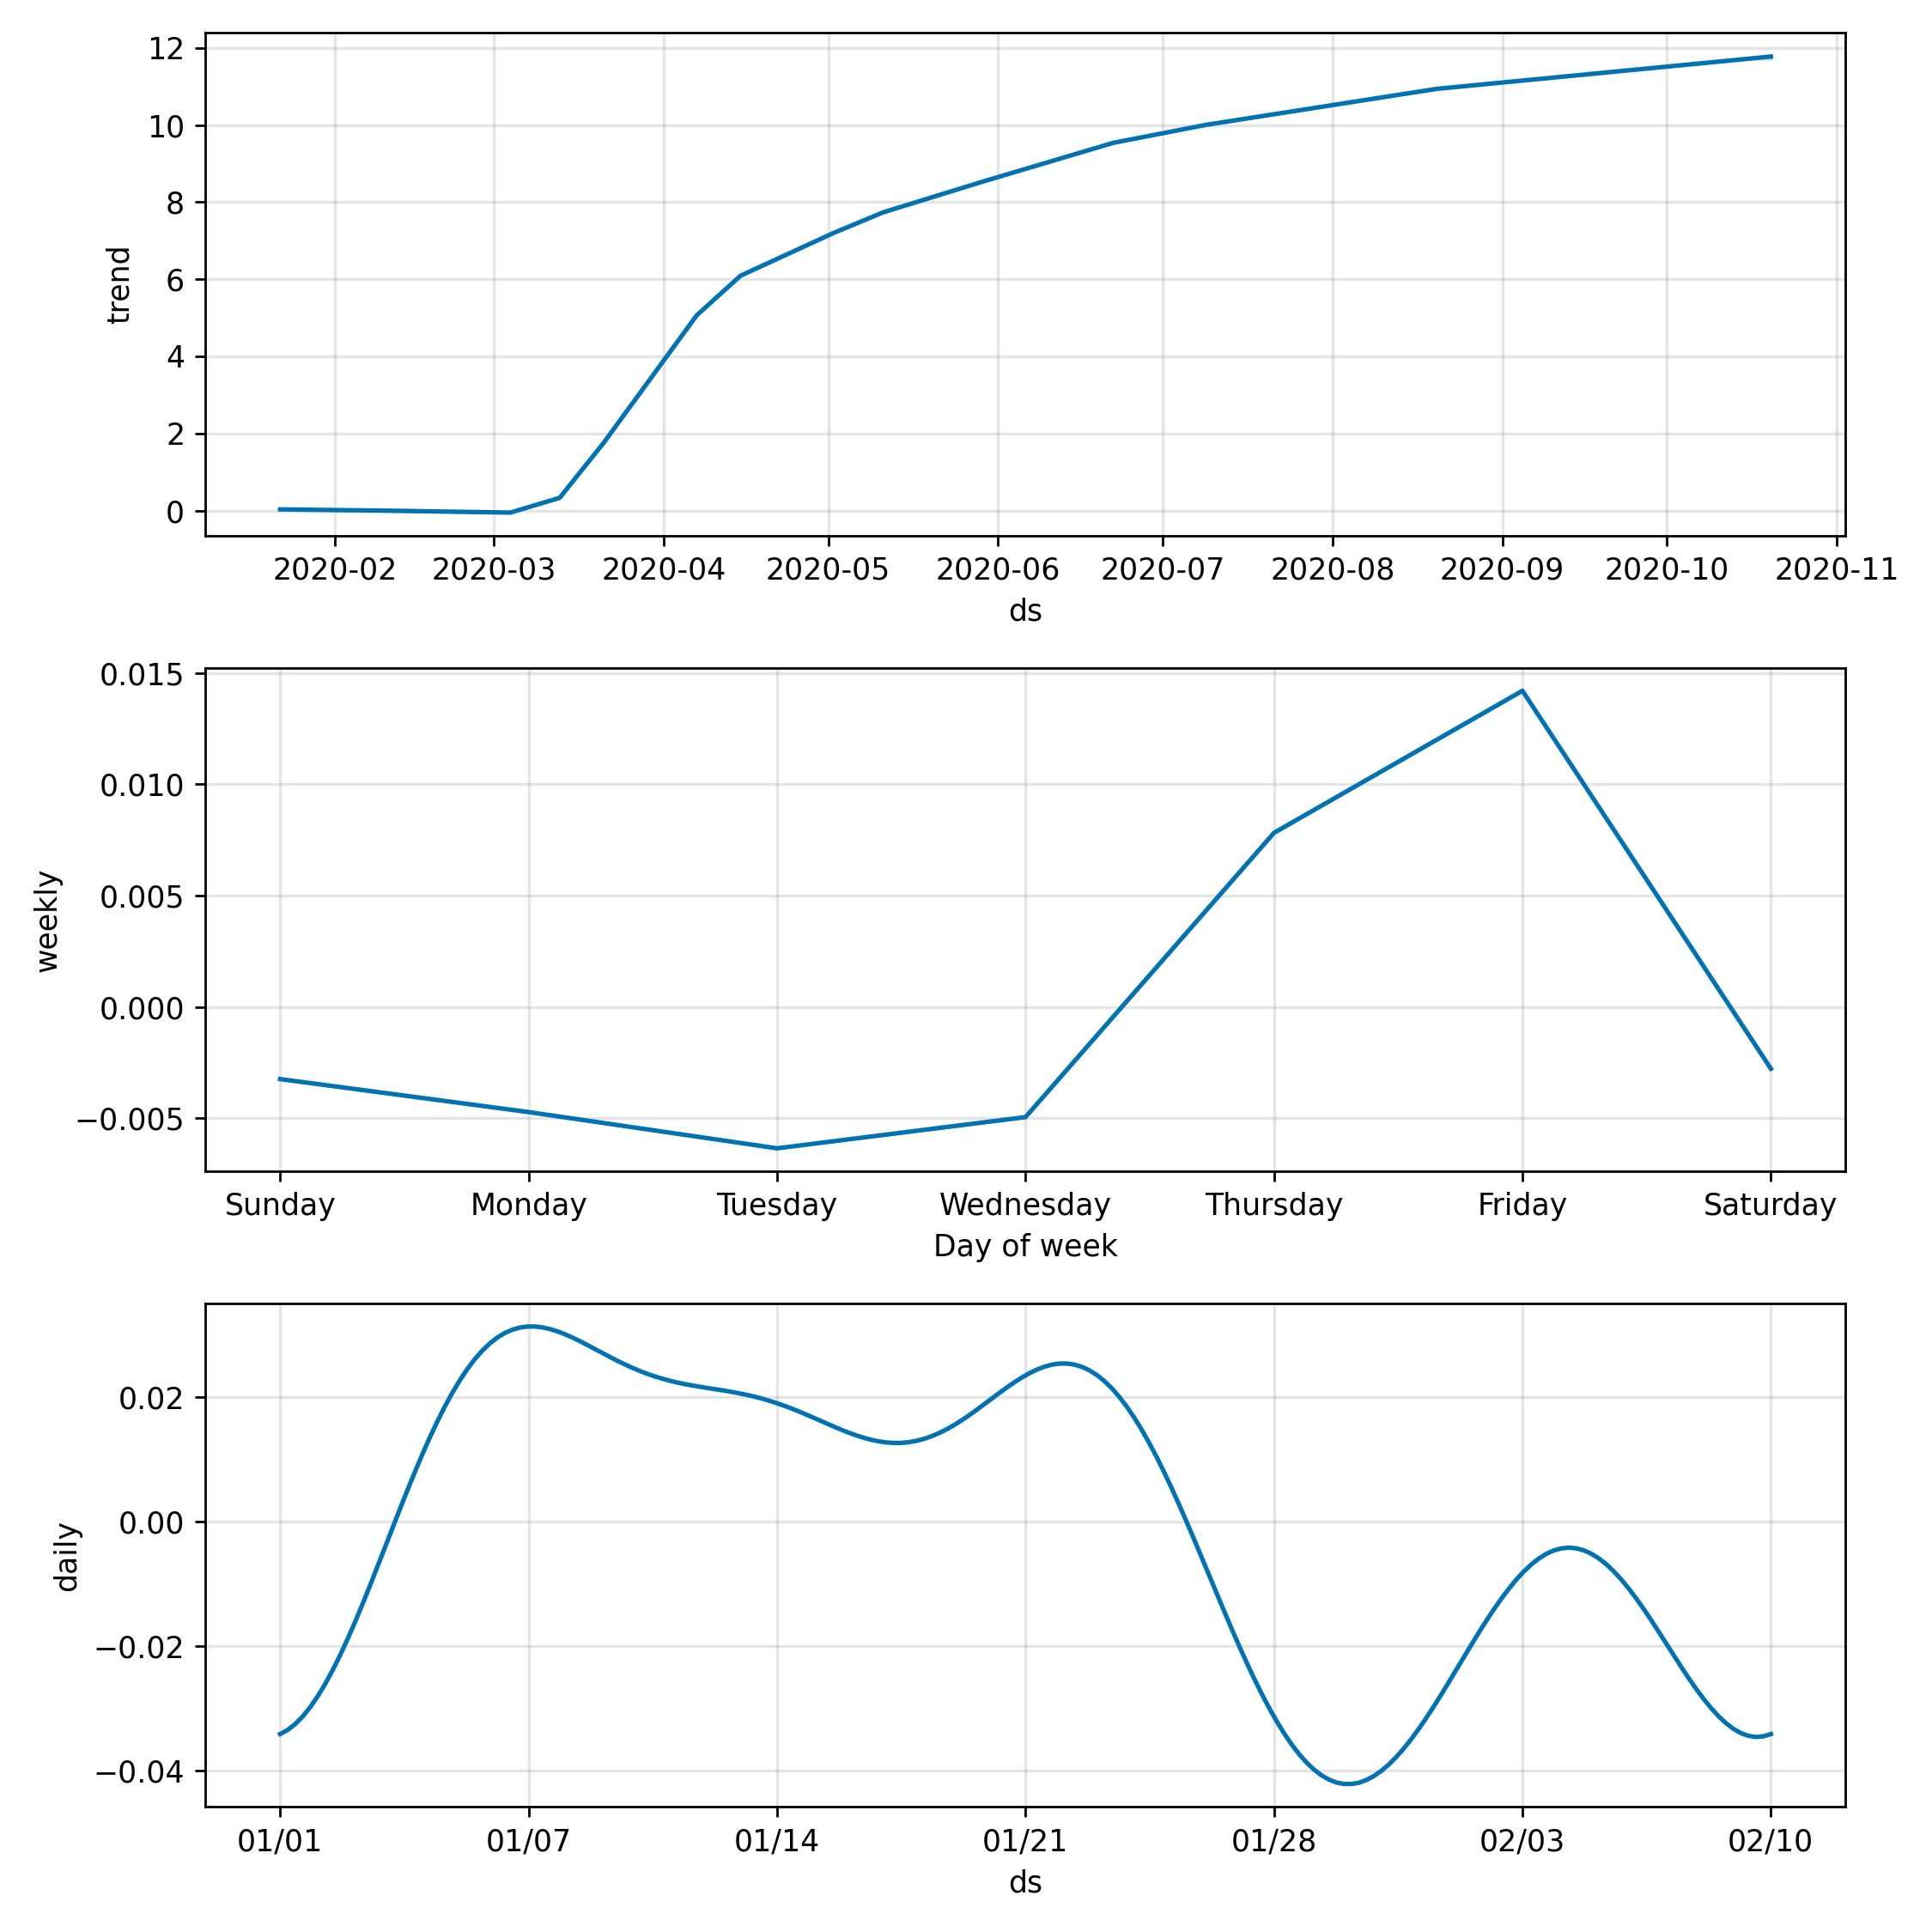 12
10
8
6
4
2
0
trend
2020-02 2020-03 2020-04 2020-05 2020-06 2020-07 2020-08 2020-09 2020-10 2020-11
ds
0.015
0.010
0.005
0.000
−0.005
weekly
Sunday Monday Tuesday Wednesday Thursday Friday Saturday
Day of week
0.02
0.00
−0.02
−0.04
daily
01/01 01/07 01/14 01/21 01/28 02/03 02/10
ds